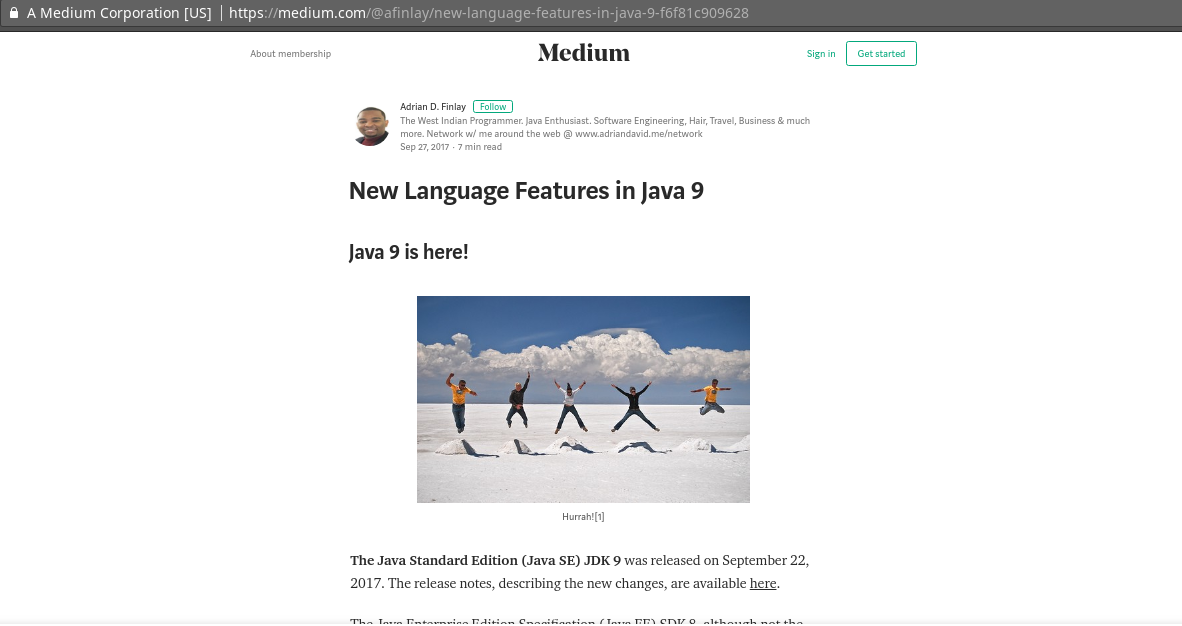 A Medium Corporation [US] | https://medium.com/@afinlay/new-language-features-in-java-9-f6f81c909628
About membership
Medium
Sign in
Get started
Adrian D. Finlay
Follow
The West Indian Programmer. Java Enthusiast. Software Engineering, Hair, Travel, Business & much
more. Network w/ me around the web @ www.adriandavid.me/network
Sep 27, 2017 · 7 min read
New Language Features in Java 9
Java 9 is here!
Hurrah![1]
The Java Standard Edition (Java SE) JDK 9 was released on September 22,
2017. The release notes, describing the new changes, are available here.
The Java Enterprise Edition Specification (Java EE) SDK 8, although not the